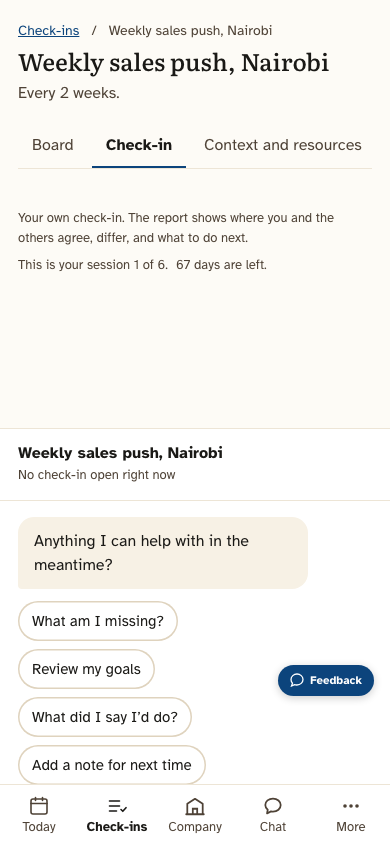 Check-ins / Weekly sales push, Nairobi
Weekly sales push, Nairobi
Every 2 weeks.
Board Check-in Context and resources
Your own check-in. The report shows where you and the
others agree, differ, and what to do next.
This is your session 1 of 6. 67 days are left.
Weekly sales push, Nairobi
No check-in open right now
Anything I can help with in the
meantime?
What am I missing?
Review my goals
Feedback
What did I say I’d do?
Add a note for next time
Today Check-ins Company Chat More